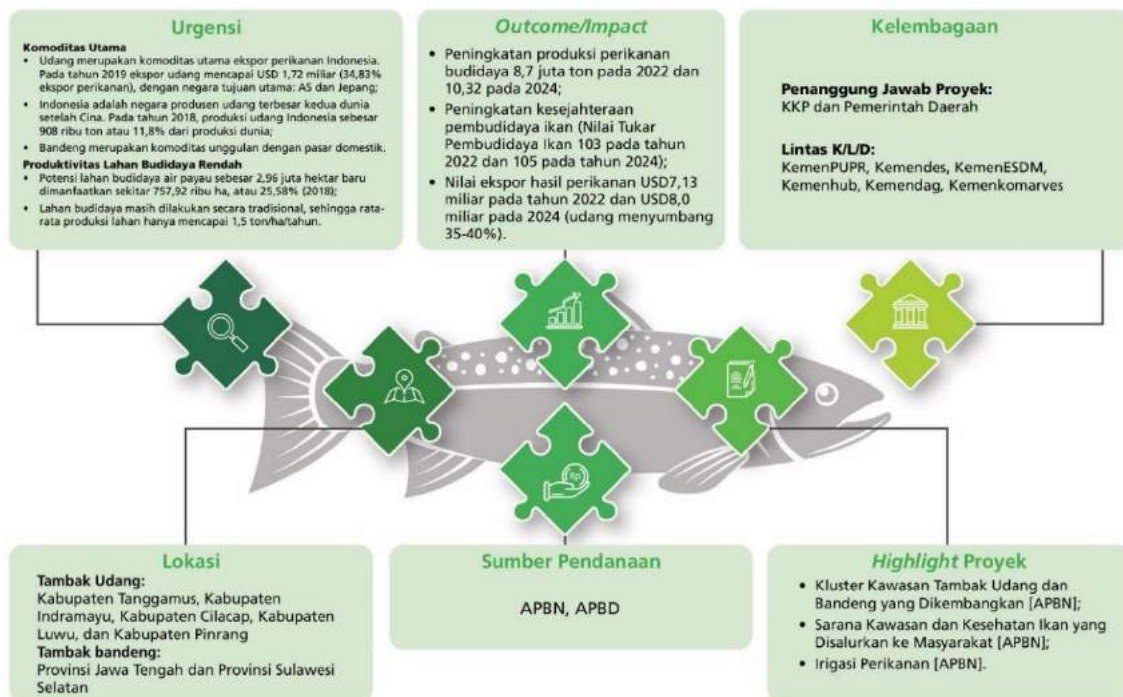 Urgensi
Komoditas Utama
• Udang merupakan komoditas utama ekspor perikanan Indonesia.
Pada tahun 2019 ekspor udang mencapai USD 1,72 miliar (34,83%
ekspor perikanan), dengan negara tujuan utama: AS dan Jepang;
• Indonesia adalah negara produsen udang terbesar kedua dunia
setelah Cina. Pada tahun 2018, produksi udang Indonesia sebesar
908 ribu ton atau 11,8% dari produksi dunia;
• Bandeng merupakan komoditas unggulan dengan pasar domestik.
Produktivitas Lahan Budidaya Rendah
• Potensi lahan budidaya air payau sebesar 2,96 juta hektar baru
dimanfaatkan sekitar 757,92 ribu ha, atau 25,58% (2018);
• Lahan budidaya masih dilakukan secara tradisional, sehingga rata-
rata produksi lahan hanya mencapai 1,5 ton/ha/tahun.
Outcome/Impact
• Peningkatan produksi perikanan
budidaya 8,7 juta ton pada 2022 dan
10,32 pada 2024;
• Peningkatan kesejahteraan
pembudidaya ikan (Nilai Tukar
Pembudidaya Ikan 103 pada tahun
2022 dan 105 pada tahun 2024);
• Nilai ekspor hasil perikanan USD7,13
miliar pada tahun 2022 dan USD8,0
miliar pada 2024 (udang menyumbang
35-40%).
Kelembagaan
Penanggung Jawab Proyek:
KKP dan Pemerintah Daerah
Lintas K/L/D:
KemenPUPR, Kemendes, KemenESDM,
Kemenhub, Kemendag, Kemenkomarves
Rp
Lokasi
Tambak Udang:
Kabupaten Tanggamus, Kabupaten
Indramayu, Kabupaten Cilacap, Kabupaten
Luwu, dan Kabupaten Pinrang
Tambak bandeng:
Provinsi Jawa Tengah dan Provinsi Sulawesi
Selatan
Sumber Pendanaan
APBN, APBD
Highlight Proyek
• Kluster Kawasan Tambak Udang dan
Bandeng yang Dikembangkan [APBN];
• Sarana Kawasan dan Kesehatan Ikan yang
Disalurkan ke Masyarakat [APBN];
• Irigasi Perikanan [APBN].